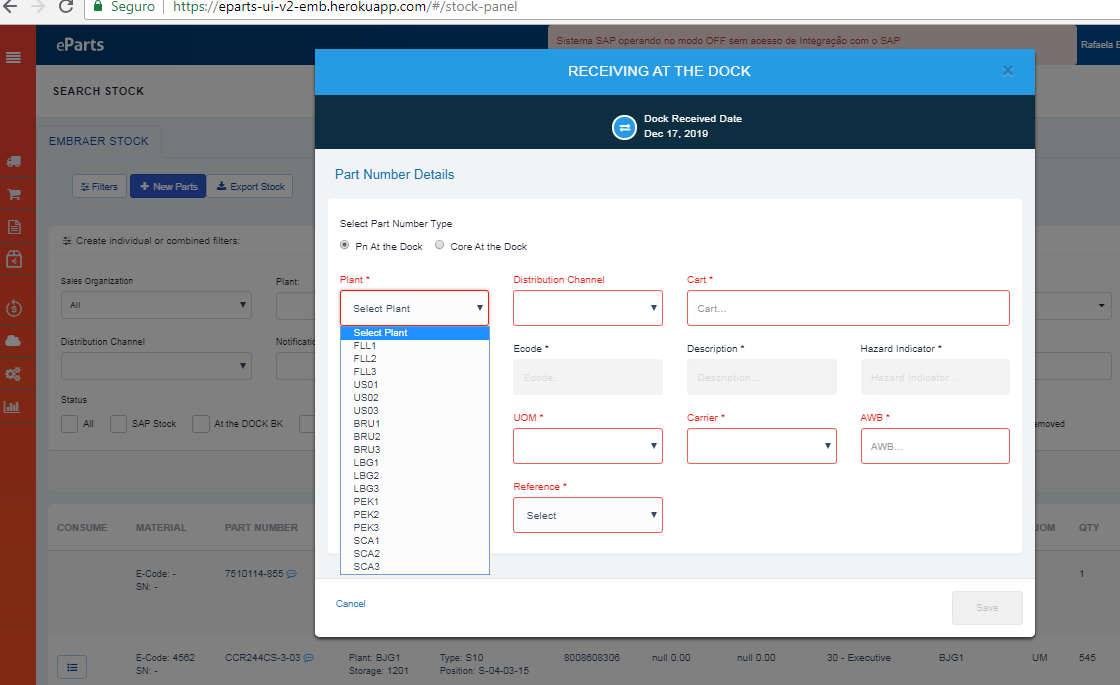 Seguro
https://eparts-ui-v2-emb.herokuapp.com/#/stock-panel
eParts
Sistema SAP operando no modo OFF sem acesso de Integração com o SAP
Rafaela E
SEARCH STOCK
EMBRAER STOCK
Filters
New Parts
Export Stock
Create individual or combined filters:
Sales Organization
Plant:
All
Distribution Channel
Status
All
SAP Stock
At the DOCK BK
CONSUME
MATERIAL
PART NUMBER
QTY
E-Code: -
7510114-855
1
SN: -
E-Code: 4562
CCR244CS-3-03
Plant: BJG1
Type: S10
8008608306
null 0.00
null 0.00
30 - Executive
BJG1
UM
545
SN: -
Storage: 1201
Position: S-04-03-15
RECEIVING AT THE DOCK
Dock Received Date
Dec 17, 2019
Part Number Details
Select Part Number Type
Pn At the Dock
Core At the Dock
Plant *
Distribution Channel
Cart *
Select Plant
Cart...
Select Plant
FLL1
FLL2
FLL3
US01
US02
US03
BRU1
BRU2
BRU3
LBG1
LBG2
LBG3
PEK1
PEK2
PEK3
SCA1
SCA2
SCA3
Ecode *
Description *
Hazard Indicator *
Ecode...
Description...
Hazard Indicator...
UOM *
Carrier *
AWB *
AWB...
Reference *
Select
Cancel
Save